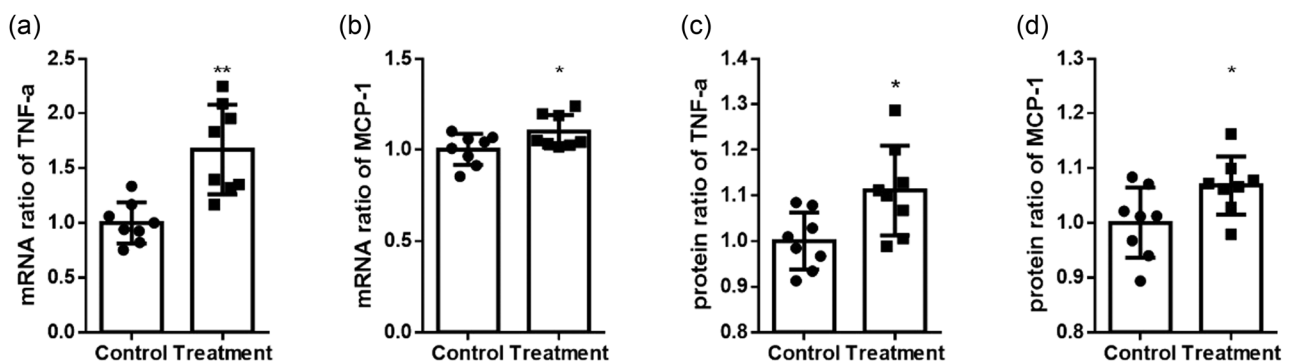 (a)
mRNA ratio of TNF-a
2.5
2.0
1.5
1.0
0.5
0.0
**
Control Treatment
(b)
mRNA ratio of MCP-1
1.5
1.0
0.5
0.0
*
Control Treatment
(c)
protein ratio of TNF-a
1.4
1.3
1.2
1.1
1.0
0.9
0.8
*
Control Treatment
(d)
protein ratio of MCP-1
1.3
1.2
1.1
1.0
0.9
0.8
*
Control Treatment